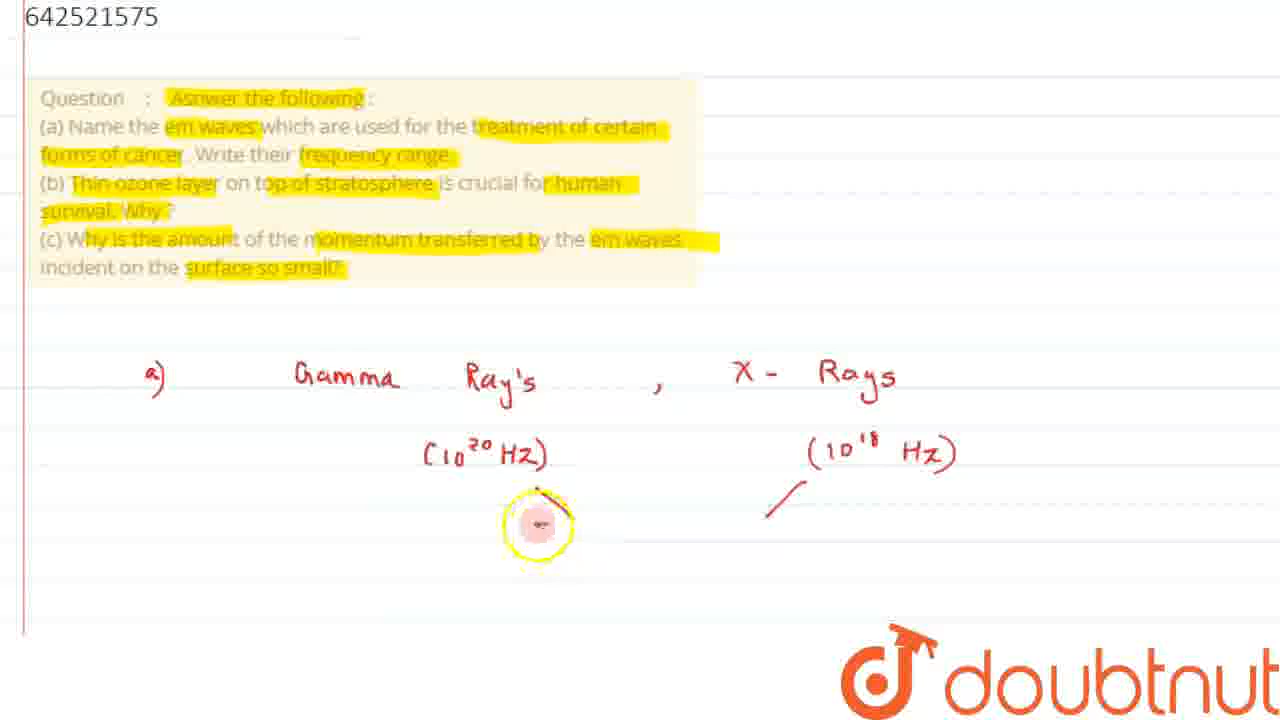 642521575
Question : Asnwer the following :
(a) Name the em waves which are used for the treatment of certain
forms of cancer. Write their frequency range.
(b) Thin ozone layer on top of stratosphere is crucial for human
survival. Why ?
(c) Why is the amount of the momentum transferred by the em waves
incident on the surface so small?
a) Gamma Ray's , X - Rays
(10²⁰ Hz) (10¹⁸ Hz)
doubtnut